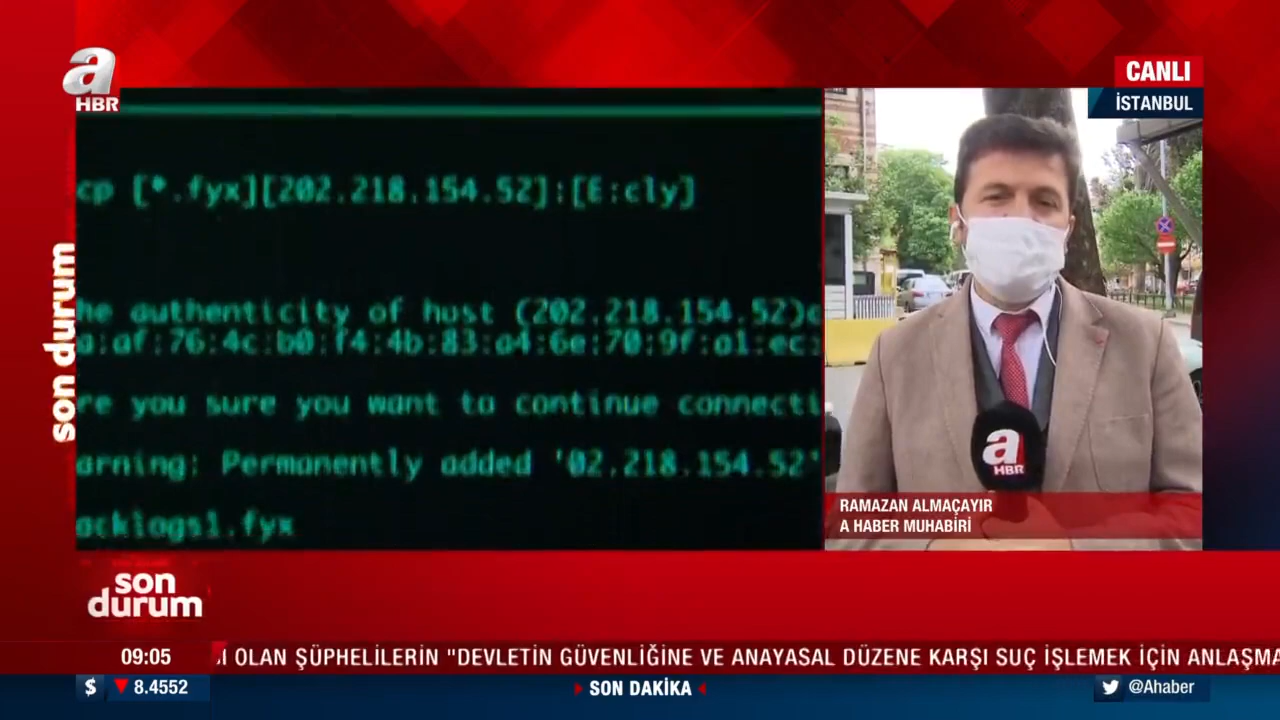 a
HBR
CANLI
İSTANBUL
cp [*.fyx][202.218.154.52]:[E:cly]
he authenticity of host (202.218.154.52)
a:af:76:4c:b0:f4:4b:83:a4:6e:70:9f:a1:ec:
re you sure you want to continue connecti
arning: Permanently added '02.218.154.52'
acklogs1.fyx
son durum
a
HBR
RAMAZAN ALMAÇAYIR
A HABER MUHABİRİ
son
durum
09:05
OLAN ŞÜPHELİLERİN "DEVLETİN GÜVENLİĞİNE VE ANAYASAL DÜZENE KARŞI SUÇ İŞLEMEK İÇİN ANLAŞMA
$ 8.4552
SON DAKİKA
@Ahaber